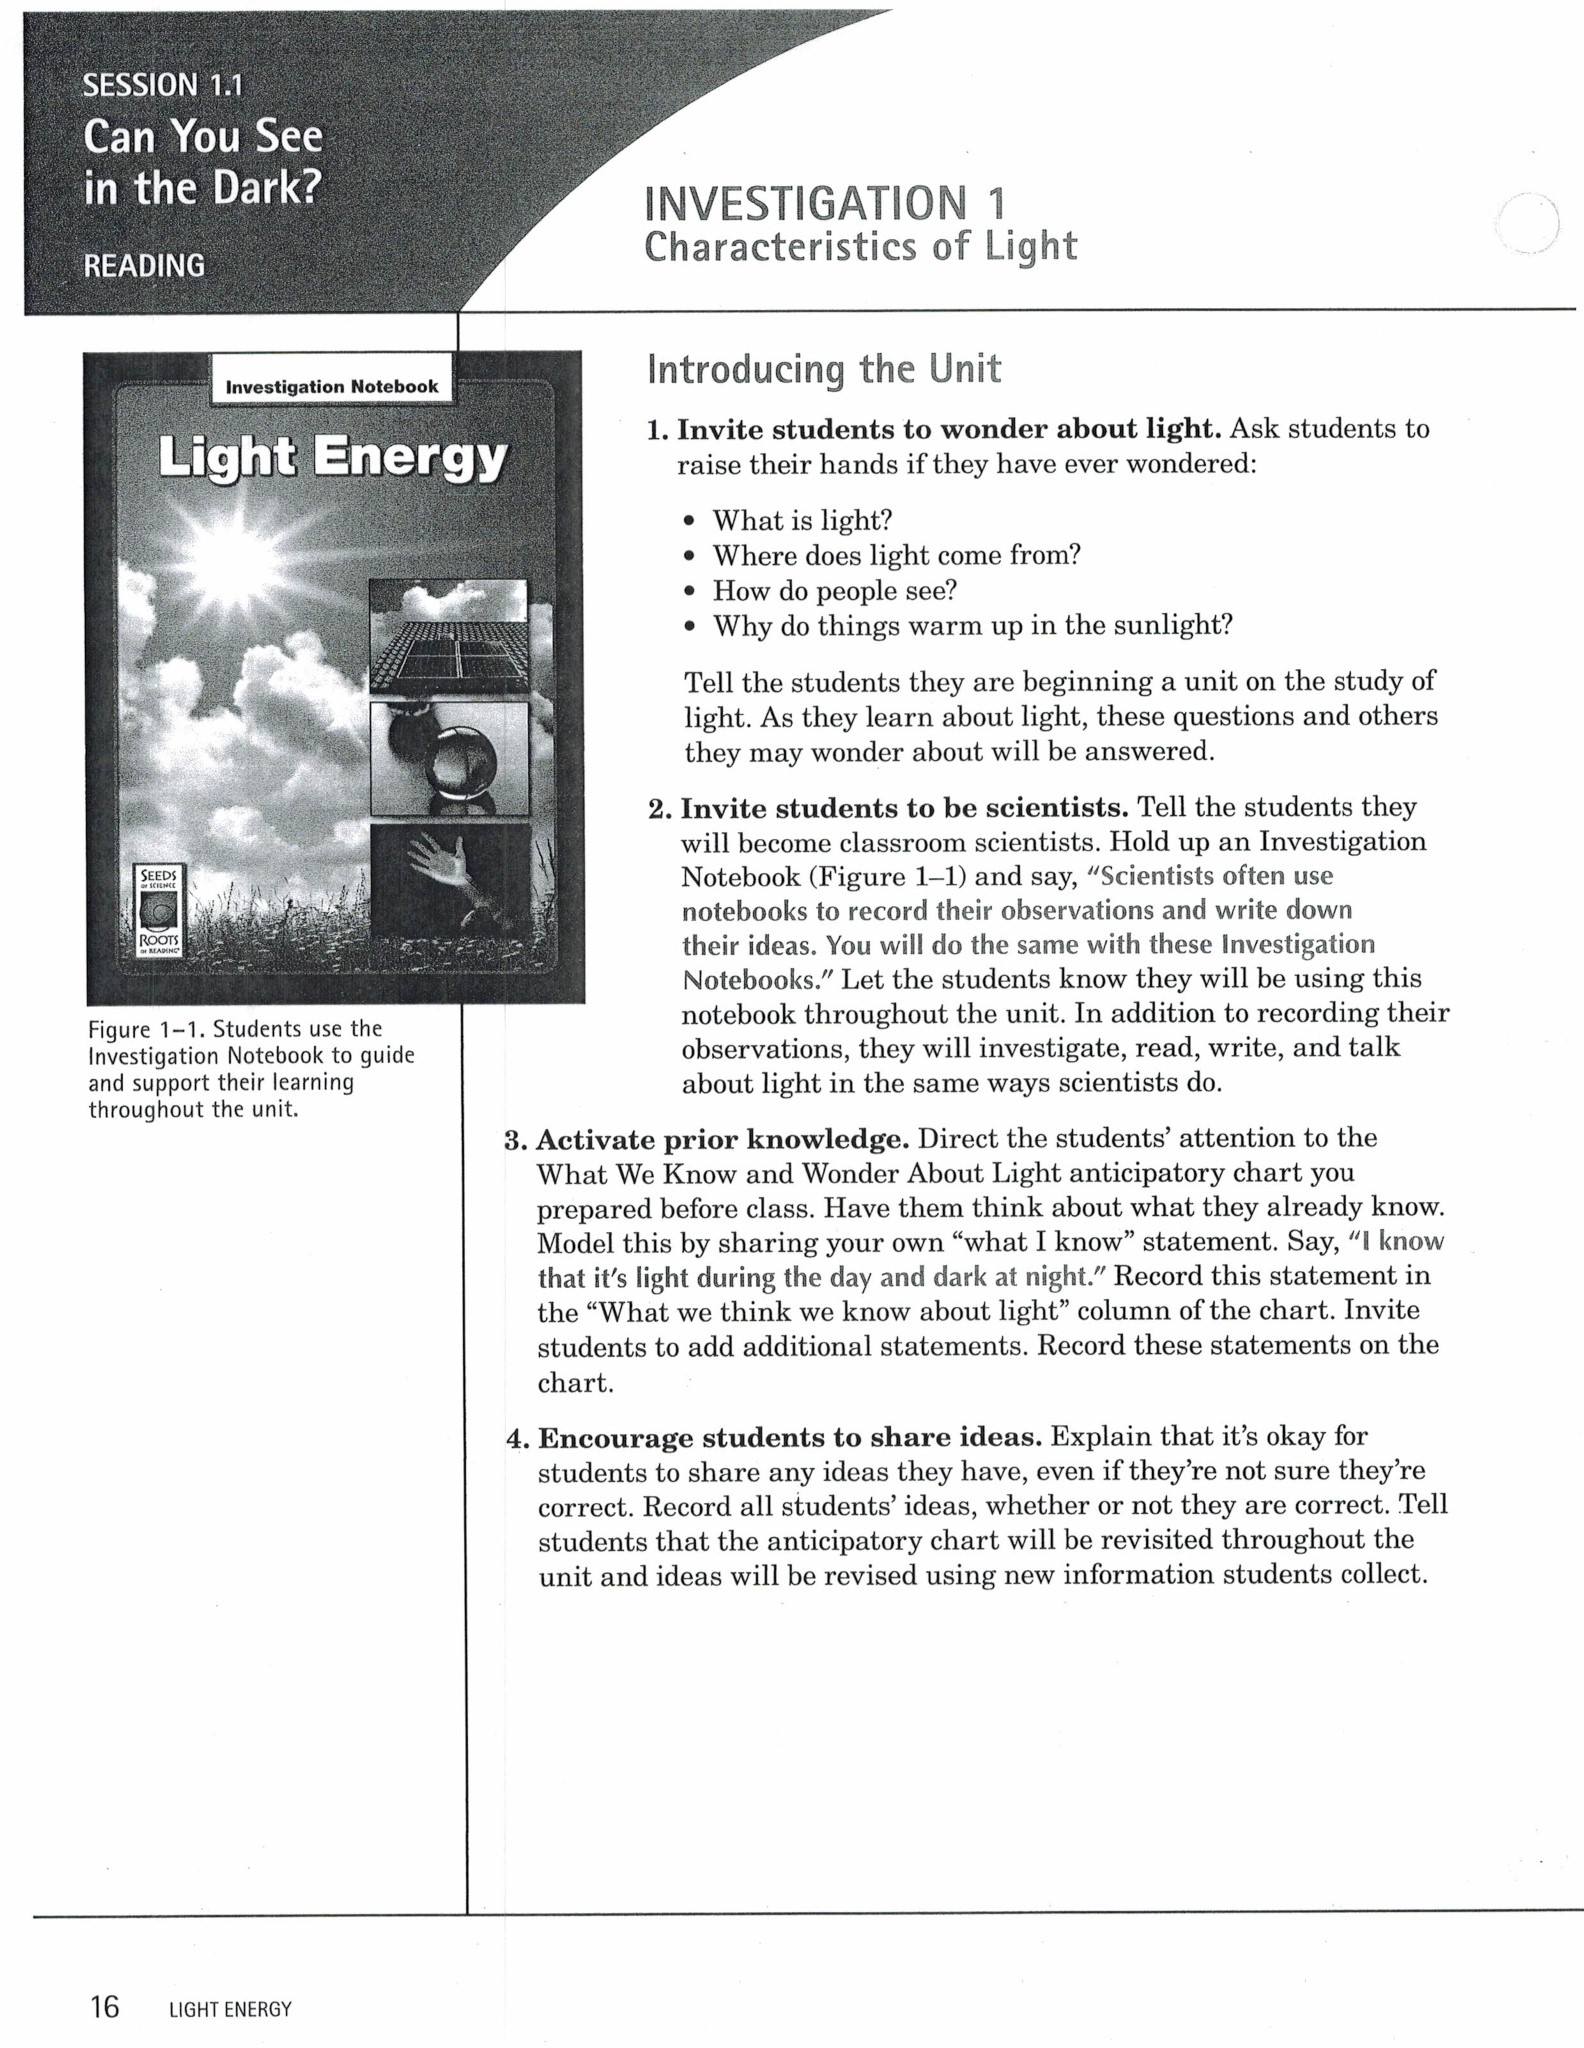 SESSION 1.1
Can You See
in the Dark?
READING
INVESTIGATION 1
Characteristics of Light
Investigation Notebook
Light Energy
SEEDS
OF SCIENCE
ROOTS
OF READING
Figure 1–1. Students use the
Investigation Notebook to guide
and support their learning
throughout the unit.
Introducing the Unit
1. Invite students to wonder about light. Ask students to
raise their hands if they have ever wondered:
• What is light?
• Where does light come from?
• How do people see?
• Why do things warm up in the sunlight?
Tell the students they are beginning a unit on the study of
light. As they learn about light, these questions and others
they may wonder about will be answered.
2. Invite students to be scientists. Tell the students they
will become classroom scientists. Hold up an Investigation
Notebook (Figure 1–1) and say, "Scientists often use
notebooks to record their observations and write down
their ideas. You will do the same with these Investigation
Notebooks." Let the students know they will be using this
notebook throughout the unit. In addition to recording their
observations, they will investigate, read, write, and talk
about light in the same ways scientists do.
3. Activate prior knowledge. Direct the students’ attention to the
What We Know and Wonder About Light anticipatory chart you
prepared before class. Have them think about what they already know.
Model this by sharing your own “what I know” statement. Say, "I know
that it's light during the day and dark at night." Record this statement in
the “What we think we know about light” column of the chart. Invite
students to add additional statements. Record these statements on the
chart.
4. Encourage students to share ideas. Explain that it’s okay for
students to share any ideas they have, even if they’re not sure they’re
correct. Record all students’ ideas, whether or not they are correct. Tell
students that the anticipatory chart will be revisited throughout the
unit and ideas will be revised using new information students collect.
16 LIGHT ENERGY